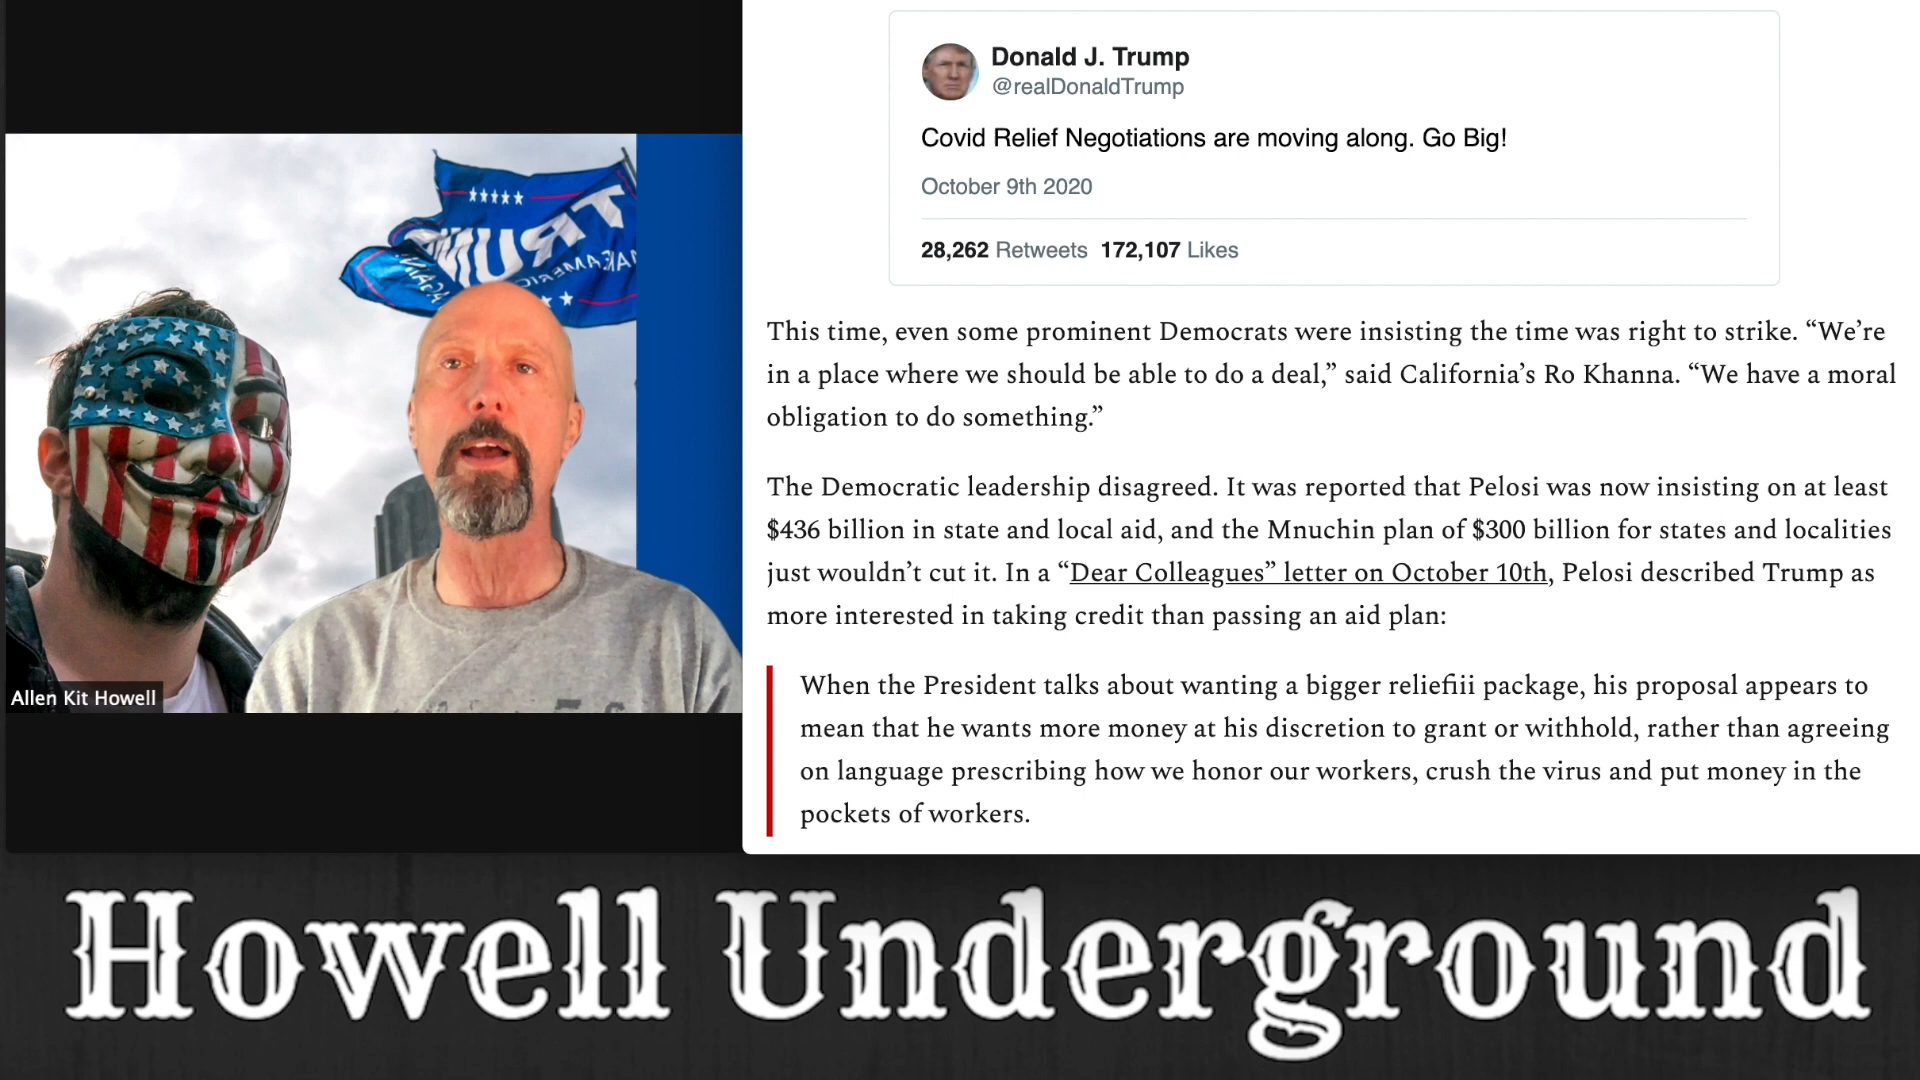 Donald J. Trump
@realDonaldTrump
Covid Relief Negotiations are moving along. Go Big!
October 9th 2020
28,262 Retweets 172,107 Likes
This time, even some prominent Democrats were insisting the time was right to strike. “We’re
in a place where we should be able to do a deal,” said California’s Ro Khanna. “We have a moral
obligation to do something.”
The Democratic leadership disagreed. It was reported that Pelosi was now insisting on at least
$436 billion in state and local aid, and the Mnuchin plan of $300 billion for states and localities
just wouldn’t cut it. In a “Dear Colleagues” letter on October 10th, Pelosi described Trump as
more interested in taking credit than passing an aid plan:
When the President talks about wanting a bigger reliefiii package, his proposal appears to
mean that he wants more money at his discretion to grant or withhold, rather than agreeing
on language prescribing how we honor our workers, crush the virus and put money in the
pockets of workers.
TRUMP
Allen Kit Howell
Howell Underground